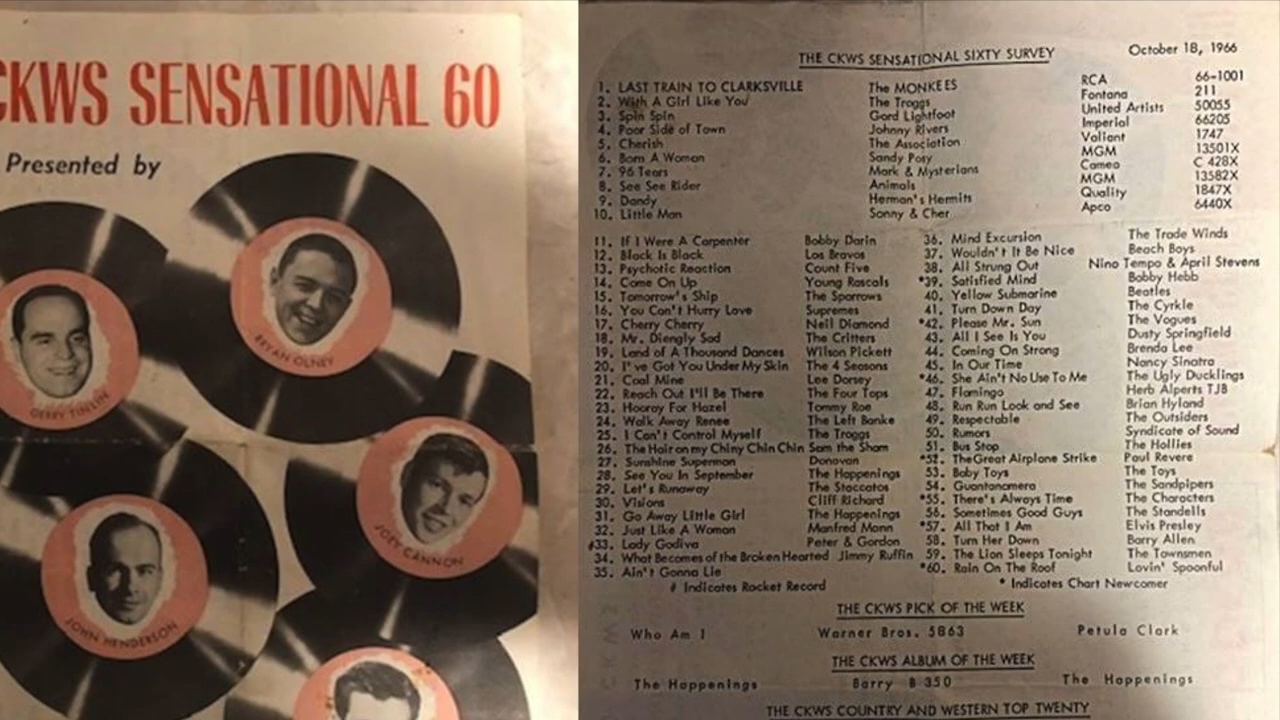 CKWS SENSATIONAL 60
Presented by
BRYAN OLNEY
GERRY TINLIN
JOEY CANNON
JOHN HENDERSON
THE CKWS SENSATIONAL SIXTY SURVEY October 18, 1966
1. LAST TRAIN TO CLARKSVILLE The MONKEES RCA 66-1001
2. With A Girl Like You The Troggs Fontana 211
3. Spin Spin Gord Lightfoot United Artists 50055
4. Poor Side of Town Johnny Rivers Imperial 66205
5. Cherish The Association Valiant 1747
6. Born A Woman Sandy Posy MGM 13501X
7. 96 Tears Mark & Mysterians Cameo C 428X
8. See See Rider Animals MGM 13582X
9. Dandy Herman's Hermits Quality 1847X
10. Little Man Sonny & Cher Apco 6440X
11. If I Were A Carpenter Bobby Darin 36. Mind Excursion The Trade Winds
12. Black Is Black Los Bravos 37. Wouldn't It Be Nice Beach Boys
13. Psychotic Reaction Count Five 38. All Strung Out Nino Tempo & April Stevens
14. Come On Up Young Rascals *39. Satisfied Mind Bobby Hebb
15. Tomorrow's Ship The Sparrows 40. Yellow Submarine Beatles
16. You Can't Hurry Love Supremes 41. Turn Down Day The Cyrkle
17. Cherry Cherry Neil Diamond *42. Please Mr. Sun The Vogues
18. Mr. Diengly Sad The Critters 43. All I See Is You Dusty Springfield
19. Land of A Thousand Dances Wilson Pickett 44. Coming On Strong Brenda Lee
20. I've Got You Under My Skin The 4 Seasons 45. In Our Time Nancy Sinatra
21. Coal Mine Lee Dorsey *46. She Ain't No Use To Me The Ugly Ducklings
22. Reach Out I'll Be There The Four Tops 47. Flamingo Herb Alperts TJB
23. Hooray For Hazel Tommy Roe 48. Run Run Look and See Brian Hyland
24. Walk Away Renee The Left Banke 49. Respectable The Outsiders
25. I Can't Control Myself The Troggs 50. Rumors Syndicate of Sound
26. The Hair on my Chiny Chin Chin Sam the Sham 51. Bus Stop The Hollies
27. Sunshine Superman Donovan *52. The Great Airplane Strike Paul Revere
28. See You In September The Happenings 53. Baby Toys The Toys
29. Let's Runaway The Staccatos 54. Guantanamera The Sandpipers
30. Visions Cliff Richard *55. There's Always Time The Characters
31. Go Away Little Girl The Happenings 56. Sometimes Good Guys The Standells
32. Just Like A Woman Manfred Mann *57. All That I Am Elvis Presley
#33. Lady Godiva Peter & Gordon 58. Turn Her Down Barry Allen
34. What Becomes of the Broken Hearted Jimmy Ruffin 59. The Lion Sleeps Tonight The Townsmen
35. Ain't Gonna Lie *60. Rain On The Roof Lovin' Spoonful
# Indicates Rocket Record * Indicates Chart Newcomer
THE CKWS PICK OF THE WEEK
Who Am I Warner Bros. 5863 Petula Clark
THE CKWS ALBUM OF THE WEEK
The Happenings Barry B 350 The Happenings
THE CKWS COUNTRY AND WESTERN TOP TWENTY